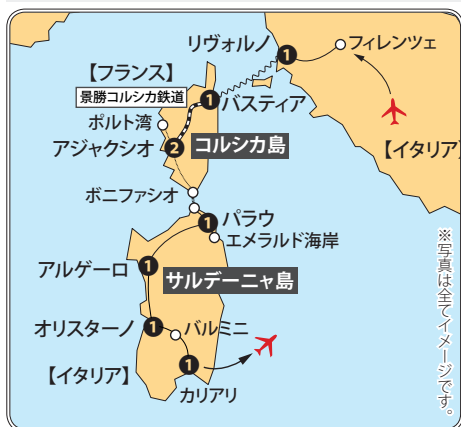 リヴォルノ
1
フィレンツェ
【フランス】
景勝コルシカ鉄道
1
バスティア
ポルト湾
アジャクシオ
2
コルシカ島
【イタリア】
ボニファシオ
1
パラウ
エメラルド海岸
アルゲーロ
1
サルデーニャ島
オリスターノ
1
バルミニ
【イタリア】
1
カリアリ
※写真は全てイメージです。